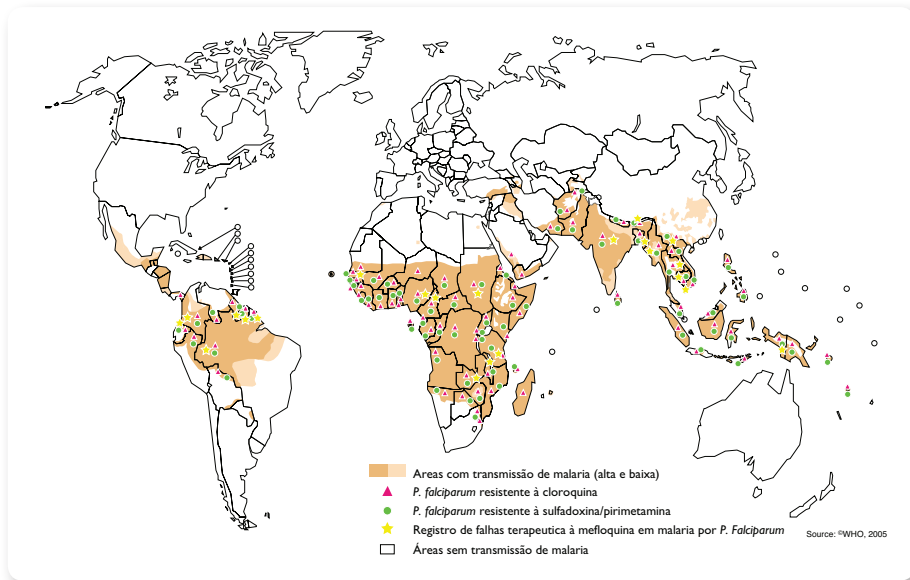 Areas com transmissão de malaria (alta e baixa)
P. falciparum resistente à cloroquina
P. falciparum resistente à sulfadoxina/pirimetamina
Registro de falhas terapeutica à mefloquina em malaria por P. Falciparum
Áreas sem transmissão de malaria
Source: ©WHO, 2005